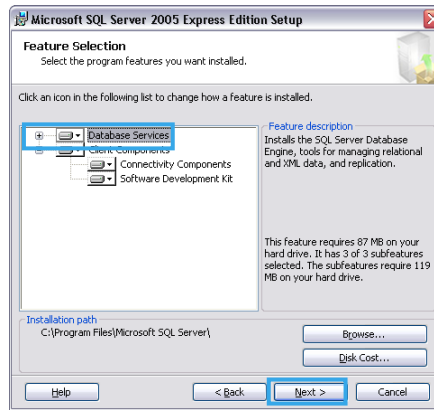 Microsoft SQL Server 2005 Express Edition Setup
Feature Selection
Select the program features you want installed.
Click an icon in the following list to change how a feature is installed.
Database Services
Client Components
Connectivity Components
Software Development Kit
Feature description
Installs the SQL Server Database
Engine, tools for managing relational
and XML data, and replication.
This feature requires 87 MB on your
hard drive. It has 3 of 3 subfeatures
selected. The subfeatures require 119
MB on your hard drive.
Installation path
C:\Program Files\Microsoft SQL Server\
Browse...
Disk Cost...
Help
< Back
Next >
Cancel